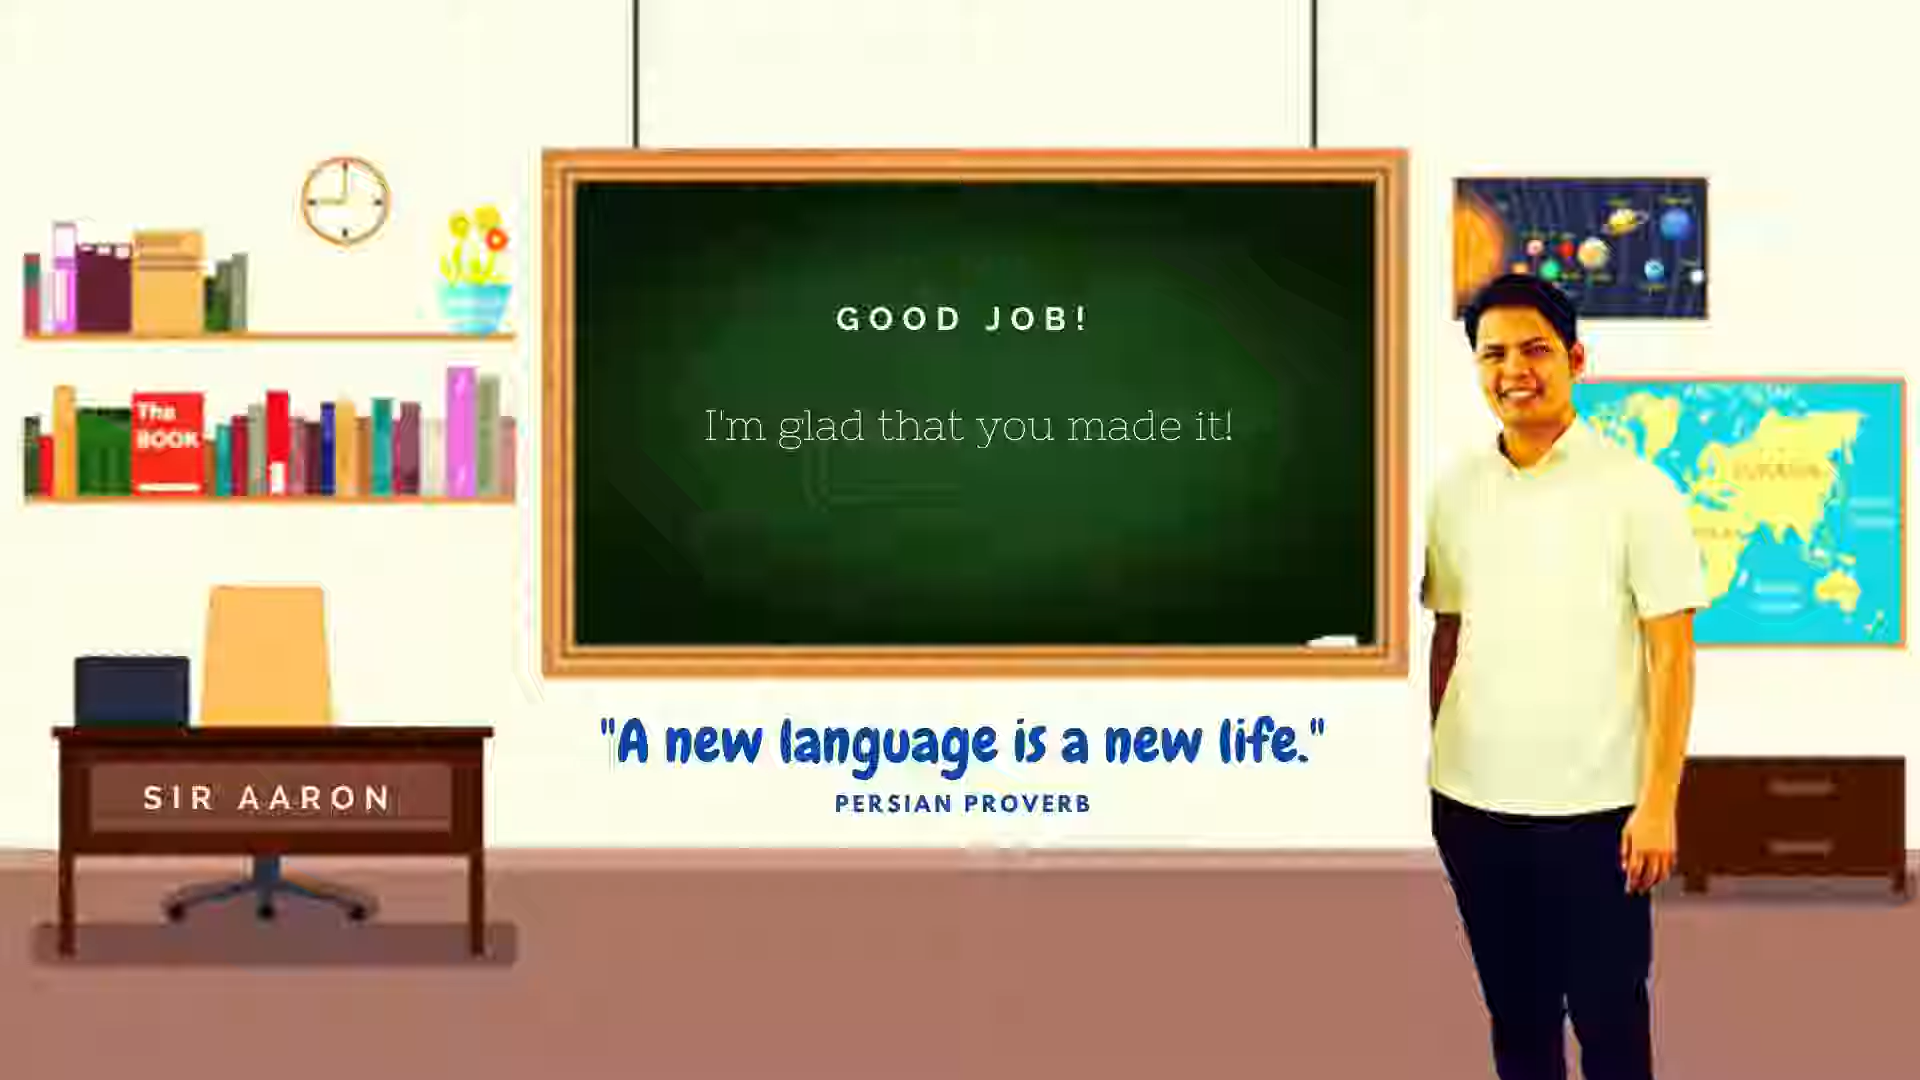 The
BOOK
GOOD JOB!
I'm glad that you made it!
"A new language is a new life."
PERSIAN PROVERB
SIR AARON